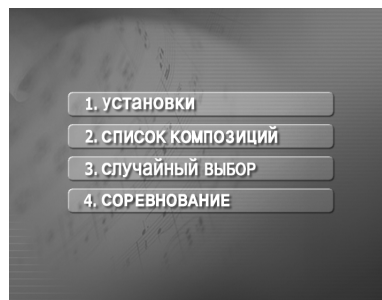 1. УСТАНОВКИ
2. СПИСОК КОМПОЗИЦИЙ
3. СЛУЧАЙНЫЙ ВЫБОР
4. СОРЕВНОВАНИЕ